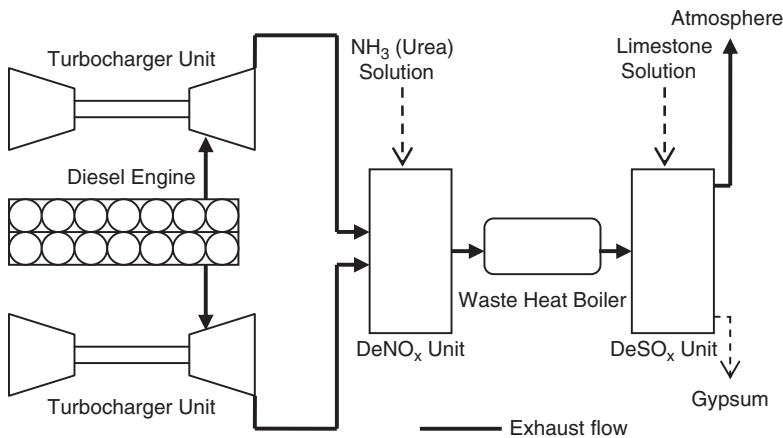 Atmosphere
Turbocharger Unit
NH₃ (Urea)
Solution
Limestone
Solution
Diesel Engine
Waste Heat Boiler
DeNOₓ Unit
DeSOₓ Unit
Gypsum
Turbocharger Unit
Exhaust flow